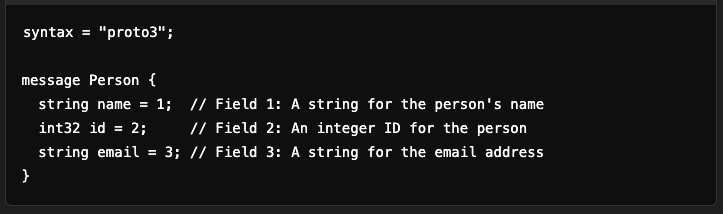 syntax = "proto3";
message Person {
  string name = 1;  // Field 1: A string for the person's name
  int32 id = 2;     // Field 2: An integer ID for the person
  string email = 3; // Field 3: A string for the email address
}